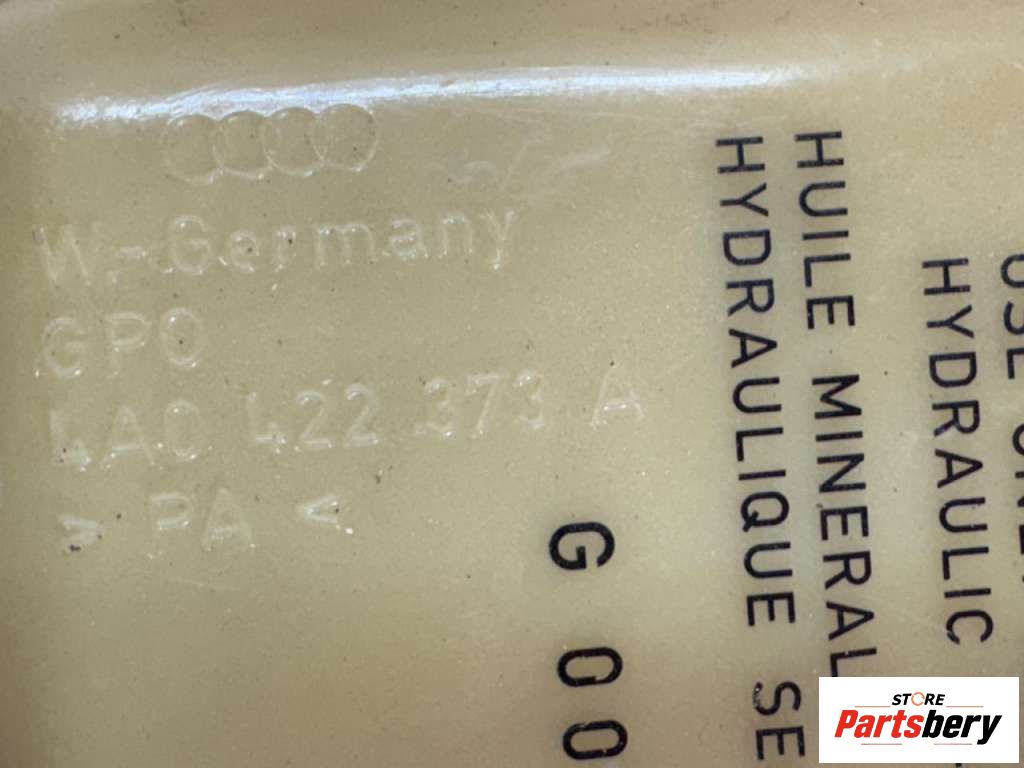 W.-Germany
GPO
4A0 422 373 A
> PA <
G 00
HYDRAULIQUE SE
HUILE MINERAL
HYDRAULIC
STORE
Partsbery